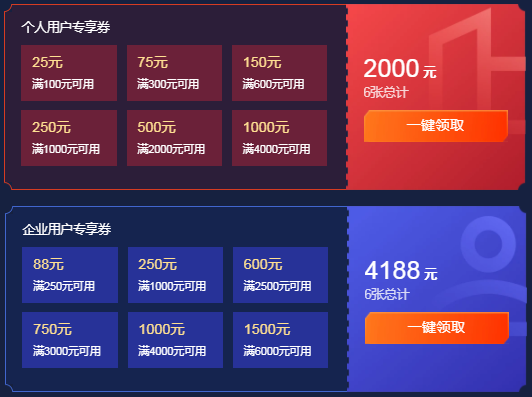 个人用户专享券
25元
满100元可用
75元
满300元可用
150元
满600元可用
250元
满1000元可用
500元
满2000元可用
1000元
满4000元可用
2000 元
6张总计
一键领取
企业用户专享券
88元
满250元可用
250元
满1000元可用
600元
满2500元可用
750元
满3000元可用
1000元
满4000元可用
1500元
满6000元可用
4188 元
6张总计
一键领取